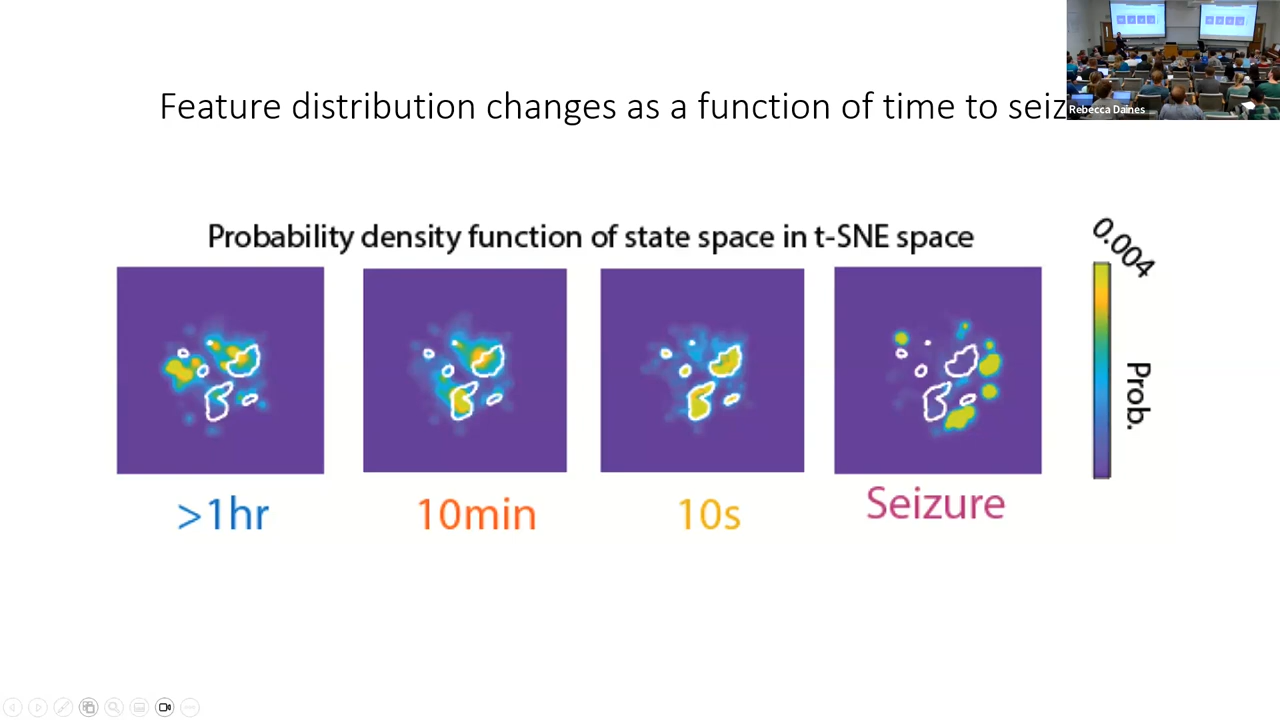 Feature distribution changes as a function of time to seiz
Rebecca Daines
Probability density function of state space in t-SNE space
0.004
Prob.
>1hr
10min
10s
Seizure